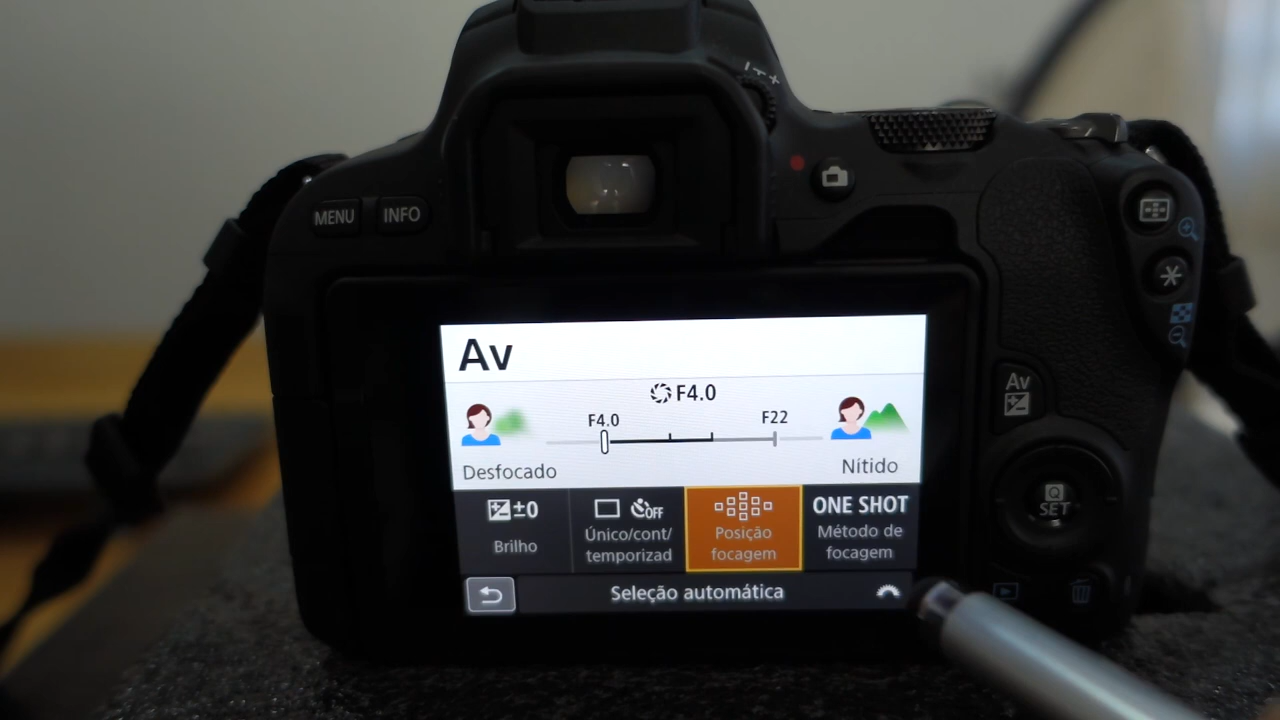 MENU
INFO
Av
F4.0
F4.0
F22
Desfocado
Nítido
±0
Brilho
OFF
Único/cont/
temporizad
Posição
focagem
ONE SHOT
Método de
focagem
Seleção automática
Av
Q
SET